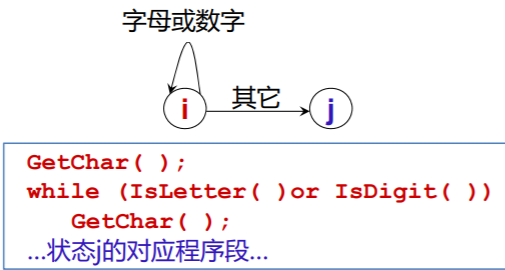 字母或数字
i
其它
j
GetChar( );
while (IsLetter( )or IsDigit( ))
GetChar( );
…状态j的对应程序段…